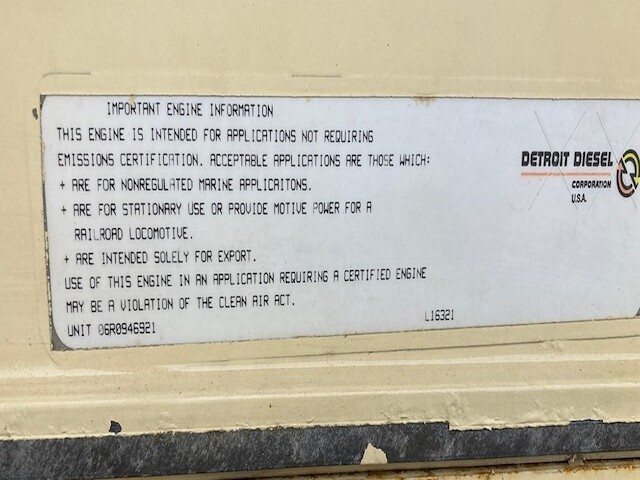 IMPORTANT ENGINE INFORMATION
THIS ENGINE IS INTENDED FOR APPLICATIONS NOT REQUIRING
EMISSIONS CERTIFICATION. ACCEPTABLE APPLICATIONS ARE THOSE WHICH:
+ ARE FOR NONREGULATED MARINE APPLICAITONS.
+ ARE FOR STATIONARY USE OR PROVIDE MOTIVE POWER FOR A
RAILROAD LOCOMOTIVE.
+ ARE INTENDED SOLELY FOR EXPORT.
USE OF THIS ENGINE IN AN APPLICATION REQUIRING A CERTIFIED ENGINE
MAY BE A VIOLATION OF THE CLEAN AIR ACT.
UNIT 06R0946921
L16321
DETROIT DIESEL
CORPORATION
U.S.A.